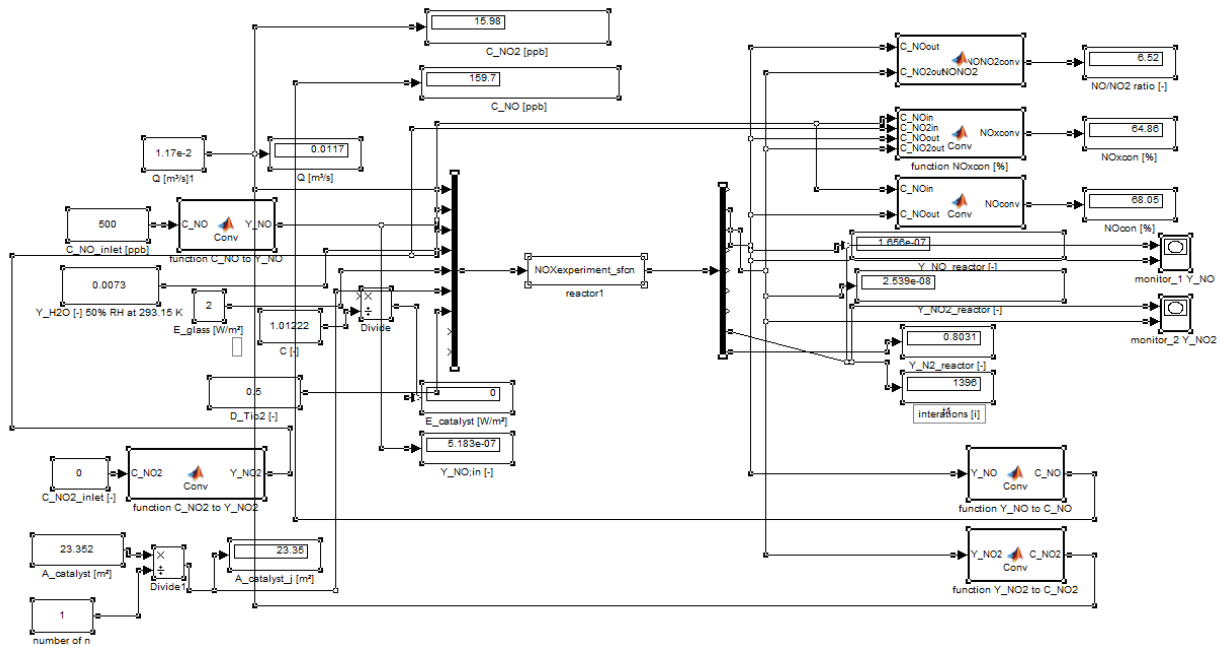 15.98
C_NO2 [ppb]
159.7
C_NO [ppb]
C_NOout
C_NO2out
NONO2
NONO2conv
6.52
NO/NO2 ratio [-]
C_NOin
C_NO2in
C_NOout
C_NO2out
NOxconv
Conv
function NOxcon [%]
64.86
NOxcon [%]
1.17e-2
Q [m³/s]1
0.0117
Q [m³/s]
C_NOin
C_NOout
NOconv
Conv
68.05
NOcon [%]
500
C_NO_inlet [ppb]
C_NO
Y_NO
Conv
function C_NO to Y_NO
1.656e-07
Y_NO_reactor [-]
monitor_1 Y_NO
NOXexperiment_sfcn
reactor1
0.0073
Y_H2O [-] 50% RH at 293.15 K
2
E_glass [W/m²]
1.01222
C [-]
×
÷
Divide
2.539e-08
Y_NO2_reactor [-]
monitor_2 Y_NO2
0.8031
Y_N2_reactor [-]
1396
interations [i]
0.5
D_Tio2 [-]
0
E_catalyst [W/m²]
5.183e-07
Y_NO;in [-]
0
C_NO2_inlet [-]
C_NO2
Y_NO2
Conv
function C_NO2 to Y_NO2
Y_NO
C_NO
Conv
function Y_NO to C_NO
23.352
A_catalyst [m²]
×
÷
Divide1
23.35
A_catalyst_j [m²]
Y_NO2
C_NO2
Conv
function Y_NO2 to C_NO2
1
number of n